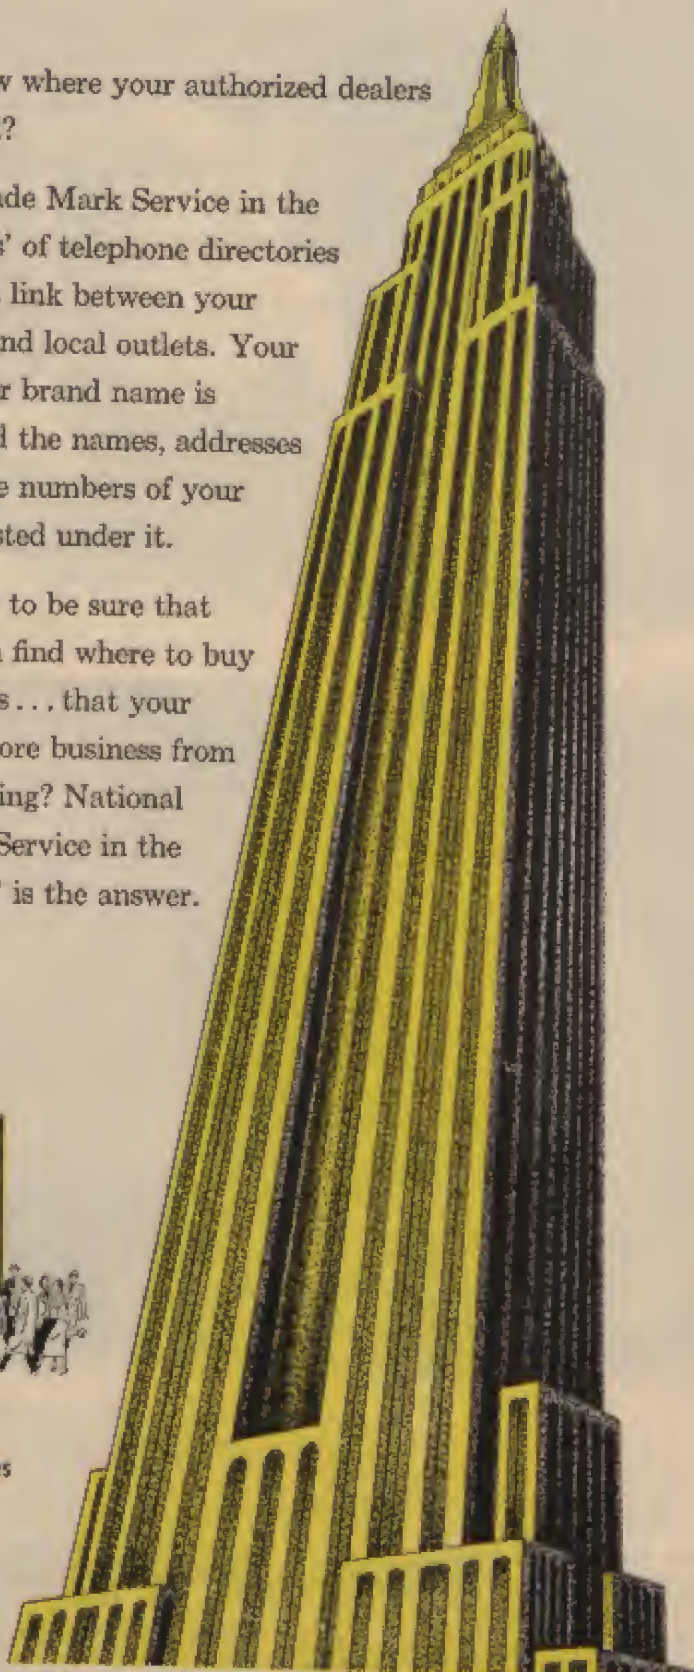 w where your authorized dealers
?
ade Mark Service in the
s' of telephone directories
link between your
nd local outlets. Your
r brand name is
d the names, addresses
e numbers of your
sted under it.
to be sure that
find where to buy
s... that your
ore business from
ing? National
Service in the
' is the answer.
s